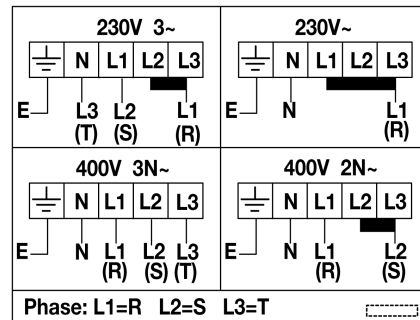 230V 3~
N L1 L2 L3
E L3 L2 L1
(T) (S) (R)
230V~
N L1 L2 L3
E N L1
(R)
400V 3N~
N L1 L2 L3
E N L1 L2 L3
(R) (S) (T)
400V 2N~
N L1 L2 L3
E N L1 L2
(R) (S)
Phase: L1=R L2=S L3=T